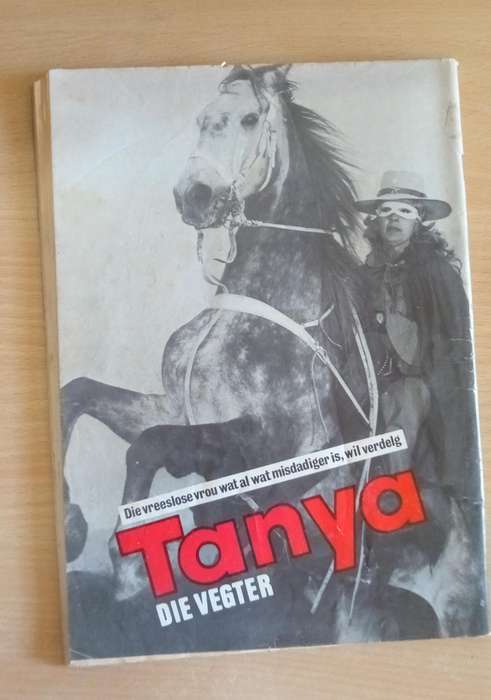 Die vreeslose vrou wat al wat misdadiger is, wil verdelg
Tanya
DIE VEGTER